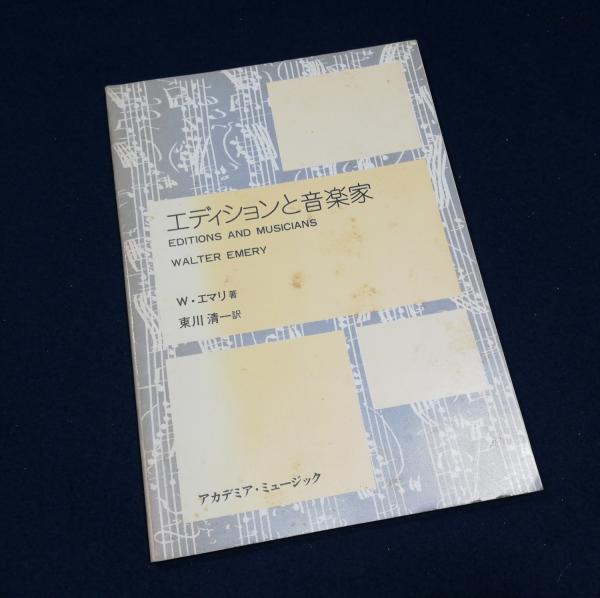 エディションと音楽家
EDITIONS AND MUSICIANS
WALTER EMERY
W・エマリ著
東川清一訳
アカデミア・ミュージック